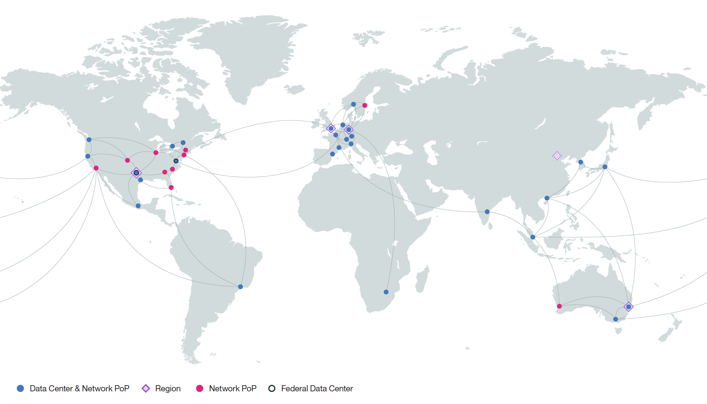 Data Center & Network PoP Region Network PoP Federal Data Center